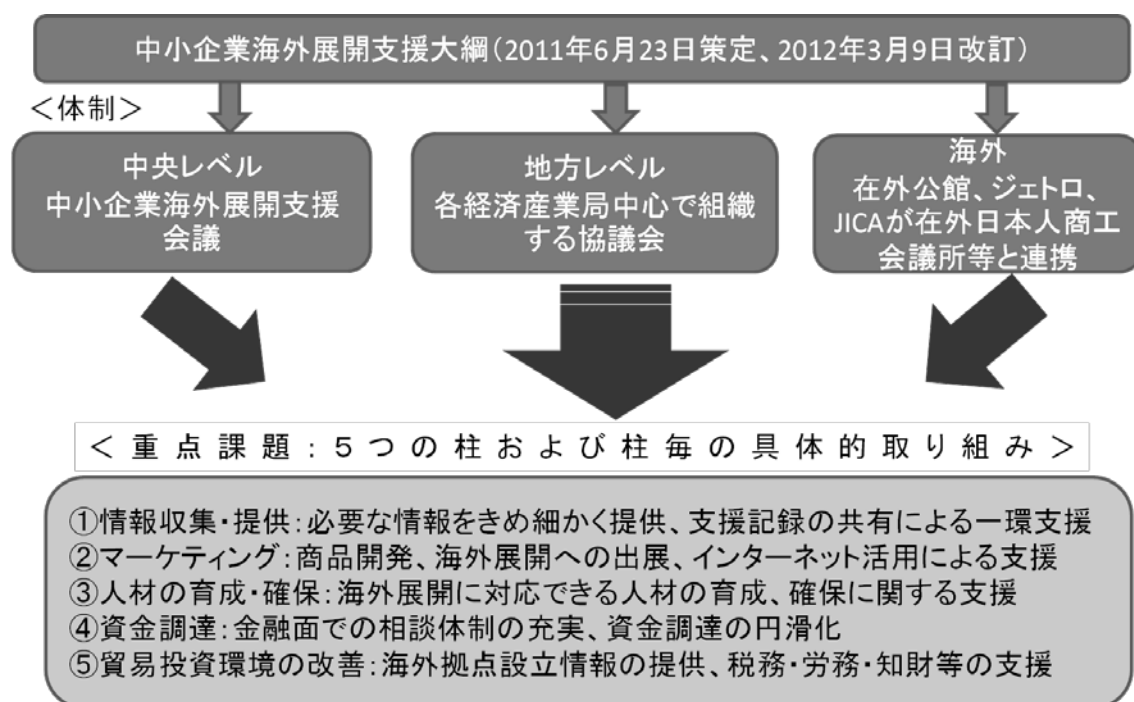 中小企業海外展開支援大綱(2011年6月23日策定、2012年3月9日改訂)
<体制>
中央レベル
中小企業海外展開支援
会議
地方レベル
各経済産業局中心で組織
する協議会
海外
在外公館、ジェトロ、
JICAが在外日本人商工
会議所等と連携
<重点課題:5つの柱および柱毎の具体的取り組み>
①情報収集・提供:必要な情報をきめ細かく提供、支援記録の共有による一環支援
②マーケティング:商品開発、海外展開への出展、インターネット活用による支援
③人材の育成・確保:海外展開に対応できる人材の育成、確保に関する支援
④資金調達:金融面での相談体制の充実、資金調達の円滑化
⑤貿易投資環境の改善:海外拠点設立情報の提供、税務・労務・知財等の支援